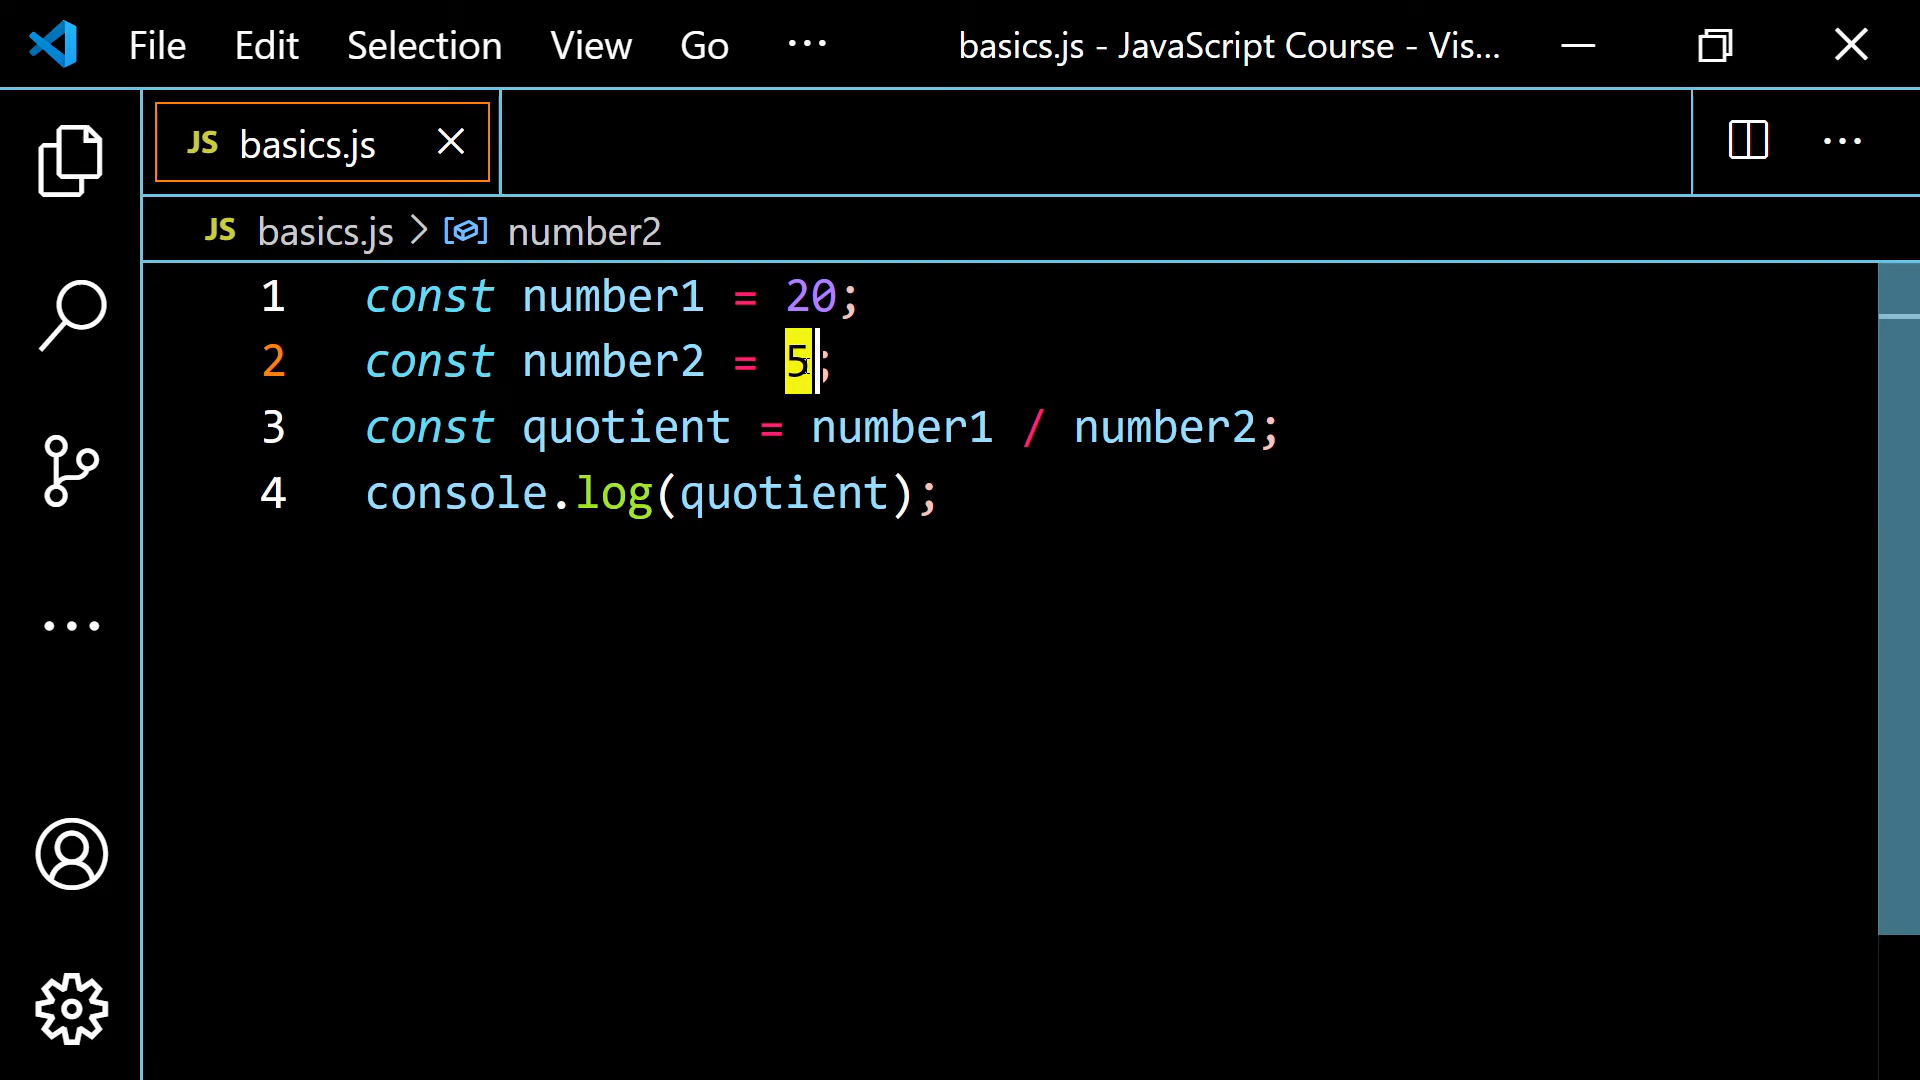 File Edit Selection View Go ··· basics.js - JavaScript Course - Vis...
JS basics.js
JS basics.js > number2
1 const number1 = 20;
2 const number2 = 5;
3 const quotient = number1 / number2;
4 console.log(quotient);